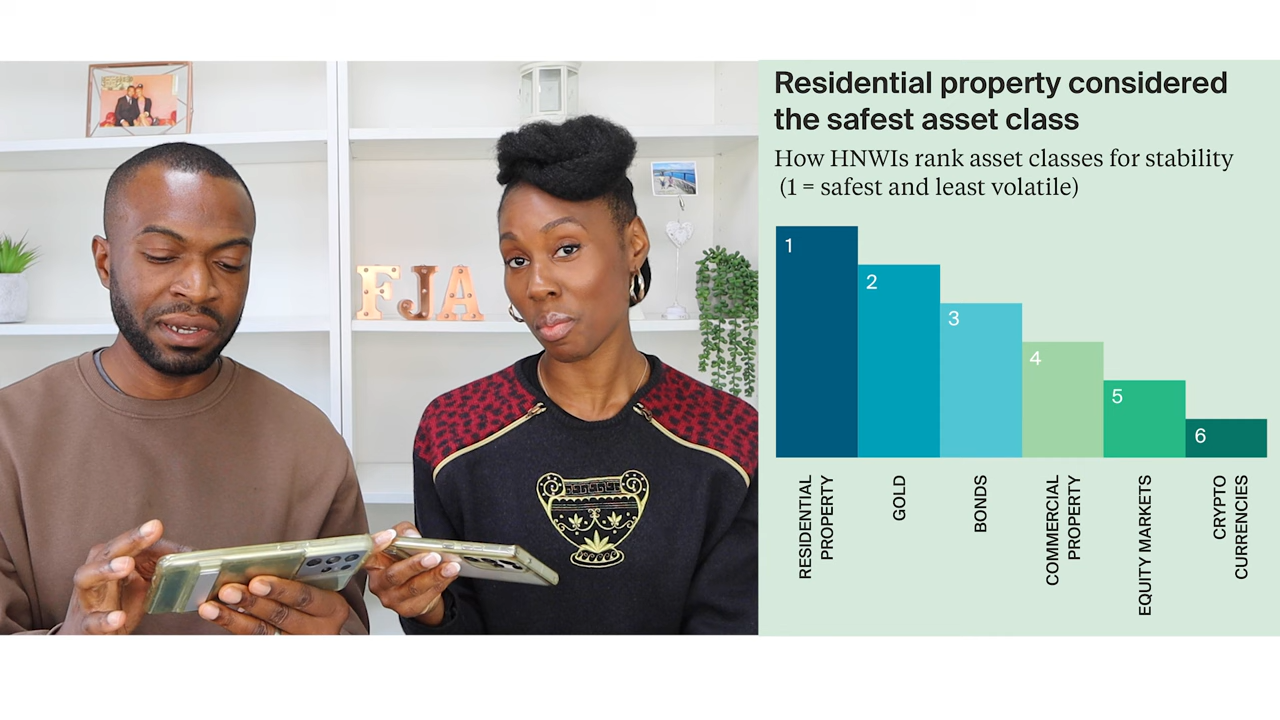 FJA
Residential property considered
the safest asset class
How HNWIs rank asset classes for stability
(1 = safest and least volatile)
1
2
3
4
5
6
RESIDENTIAL
PROPERTY
GOLD
BONDS
COMMERCIAL
PROPERTY
EQUITY MARKETS
CRYPTO
CURRENCIES